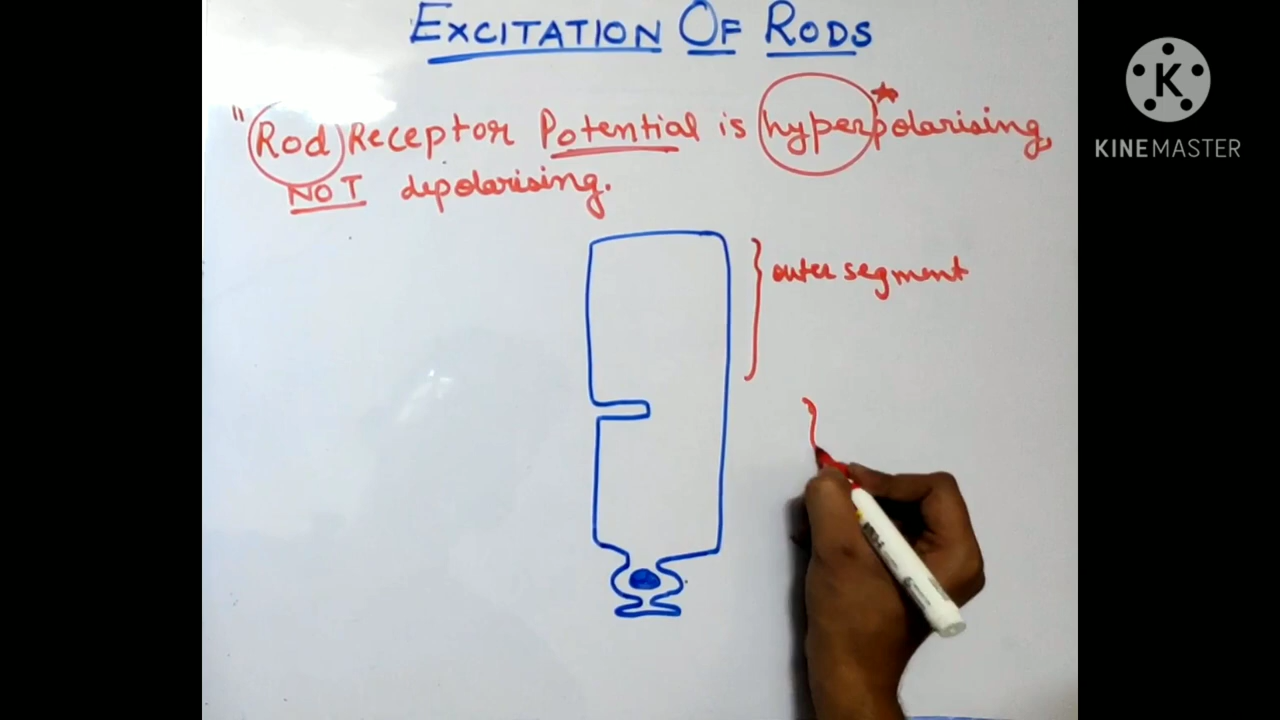 EXCITATION OF RODS
"Rod Receptor Potential is hyperpolarising,
NOT depolarising.
outer segment
K
KINEMASTER